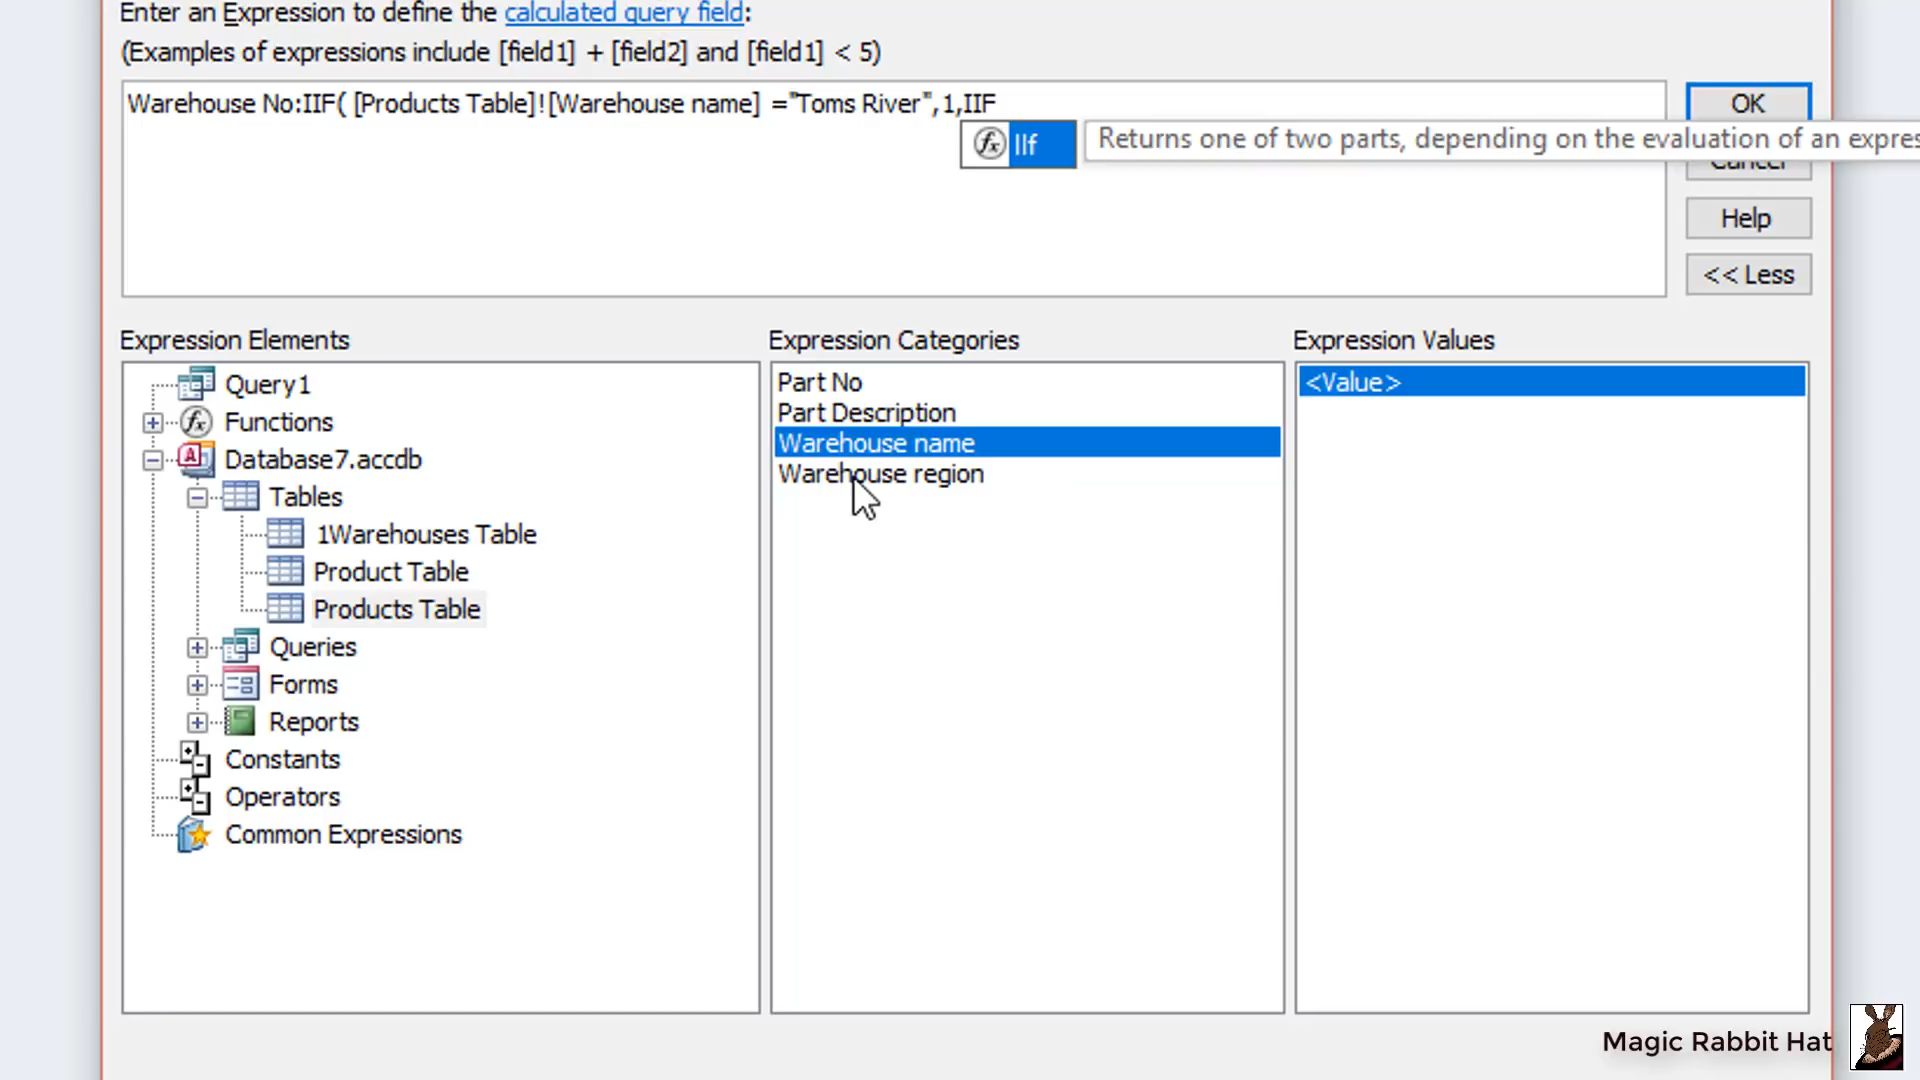 Enter an Expression to define the calculated query field:
(Examples of expressions include [field1] + [field2] and [field1] < 5)
Warehouse No:IIF( [Products Table]![Warehouse name] ="Toms River",1,IIF
OK
IIf
Returns one of two parts, depending on the evaluation of an expres
Cancel
Help
<< Less
Expression Elements
Expression Categories
Expression Values
Query1
Functions
Database7.accdb
Tables
1Warehouses Table
Product Table
Products Table
Queries
Forms
Reports
Constants
Operators
Common Expressions
Part No
Part Description
Warehouse name
Warehouse region
<Value>
Magic Rabbit Hat